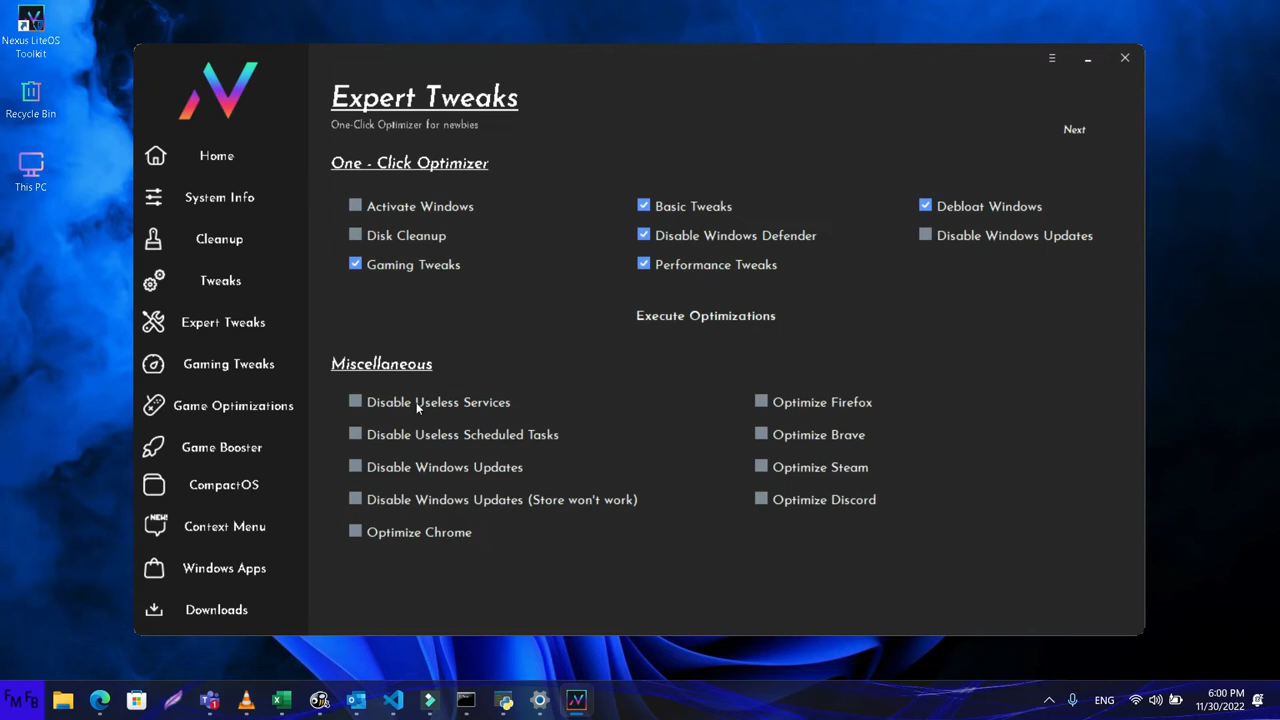 Nexus LiteOS
Toolkit
Recycle Bin
This PC
Home
System Info
Cleanup
Tweaks
Expert Tweaks
Gaming Tweaks
Game Optimizations
Game Booster
CompactOS
NEW!
Context Menu
Windows Apps
Downloads
Expert Tweaks
One-Click Optimizer for newbies
Next
One - Click Optimizer
Activate Windows
Basic Tweaks
Debloat Windows
Disk Cleanup
Disable Windows Defender
Disable Windows Updates
Gaming Tweaks
Performance Tweaks
Execute Optimizations
Miscellaneous
Disable Useless Services
Optimize Firefox
Disable Useless Scheduled Tasks
Optimize Brave
Disable Windows Updates
Optimize Steam
Disable Windows Updates (Store won't work)
Optimize Discord
Optimize Chrome
FM FB
ENG
6:00 PM
11/30/2022